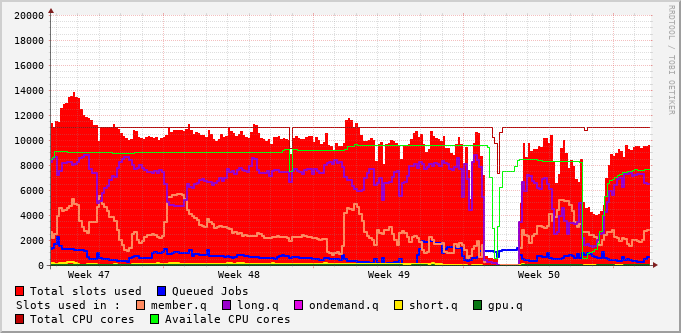 20000
18000
16000
14000
12000
10000
8000
6000
4000
2000
0
Week 47 Week 48 Week 49 Week 50
RRDTOOL / TOBI OETIKER
Total slots used Queued Jobs
Slots used in : member.q long.q ondemand.q short.q gpu.q
Total CPU cores Availale CPU cores